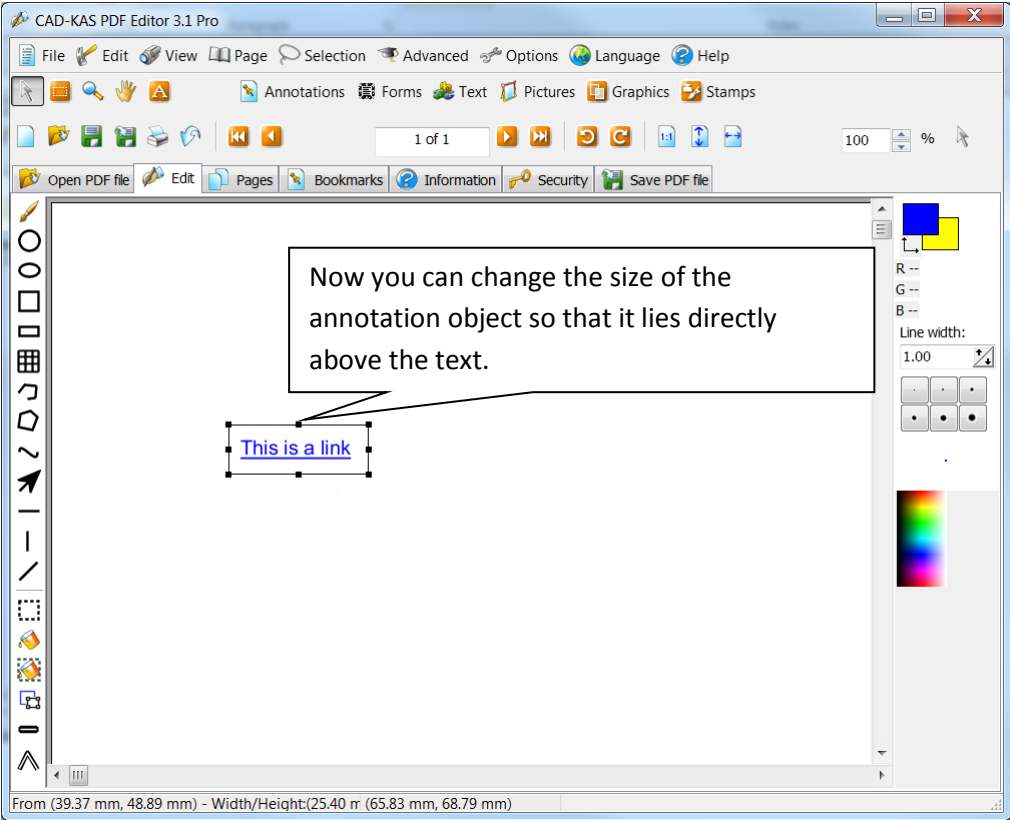 CAD-KAS PDF Editor 3.1 Pro
File Edit View Page Selection Advanced Options Language Help
Annotations Forms Text Pictures Graphics Stamps
1 of 1 1:1 100 %
Open PDF file Edit Pages Bookmarks Information Security Save PDF file
Now you can change the size of the
annotation object so that it lies directly
above the text.
This is a link
R --
G --
B --
Line width:
1.00
From (39.37 mm, 48.89 mm) - Width/Height:(25.40 m (65.83 mm, 68.79 mm)